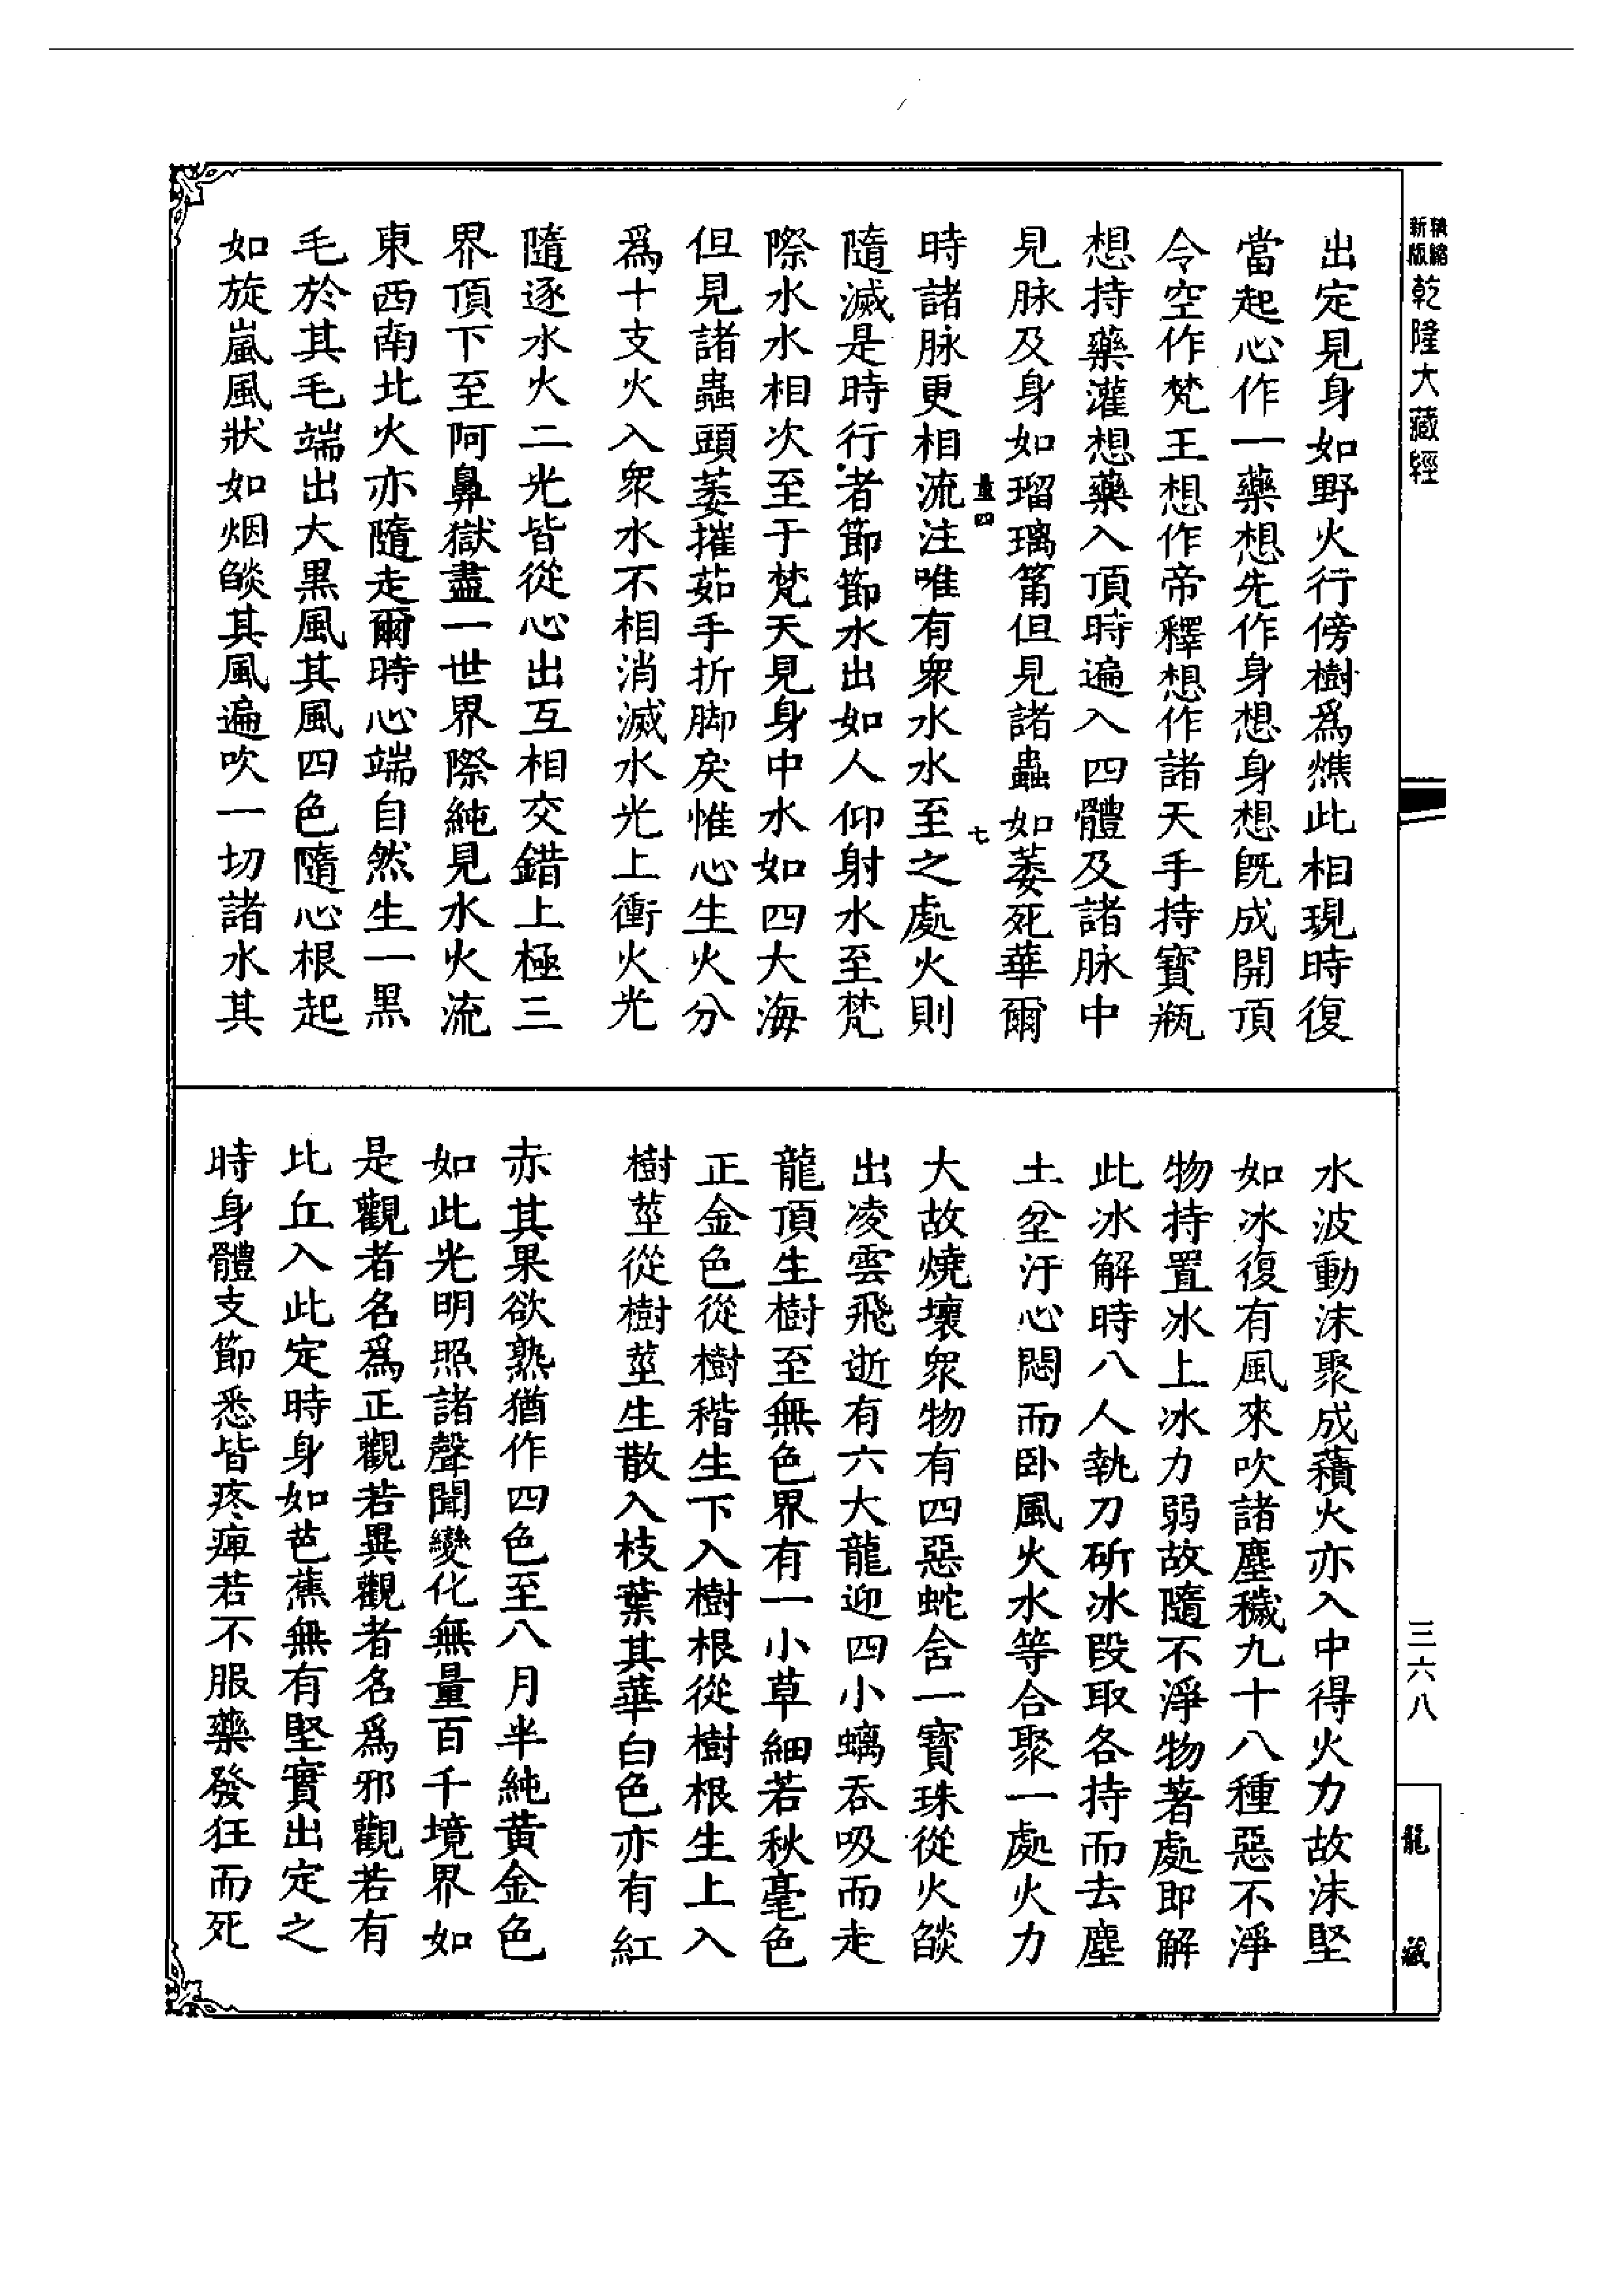 新版精縮
乾隆大藏經
出定見身如野火行傍樹爲燋此相現時復
當起心作一藥想先作身想身想旣成開頂
令空作梵王想作帝釋想作諸天手持寶瓶
想持藥灌想藥入頂時遍入四體及諸脉中
見脉及身如瑠璃筩但見諸蟲如萎死華爾
量四
七
時諸脉更相流注唯有衆水水至之處火則
隨滅是時行者節節水出如人仰射水至梵
際水水相次至于梵天見身中水如四大海
但見諸蟲頭萎摧茹手折脚戾惟心生火分
爲十支火入衆水不相消滅水光上衝火光
隨逐水火二光皆從心出互相交錯上極三
界頂下至阿鼻獄盡一世界際純見水火流
東西南北火亦隨走爾時心端自然生一黑
毛於其毛端出大黑風其風四色隨心根起
如旋嵐風狀如烟燄其風遍吹一切諸水其
水波動沫聚成𧂐火亦入中得火力故沫堅
如冰復有風來吹諸塵穢九十八種惡不淨
物持置冰上冰力弱故隨不淨物著處即解
此冰解時八人執刀斫冰段取各持而去塵
土坌汙心悶而卧風火水等合聚一處火力
大故燒壞衆物有四惡蛇含一寶珠從火燄
出凌雲飛逝有六大龍迎四小螭吞吸而走
龍頂生樹至無色界有一小草細若秋毫色
正金色從樹稭生下入樹根從樹根生上入
樹莖從樹莖生散入枝葉其華白色亦有紅
赤其果欲熟猶作四色至八月半純黃金色
如此光明照諸聲聞變化無量百千境界如
是觀者名爲正觀若異觀者名爲邪觀若有
比丘入此定時身如芭蕉無有堅實出定之
時身體支節悉皆疼痺若不服藥發狂而死
三六八
龍藏